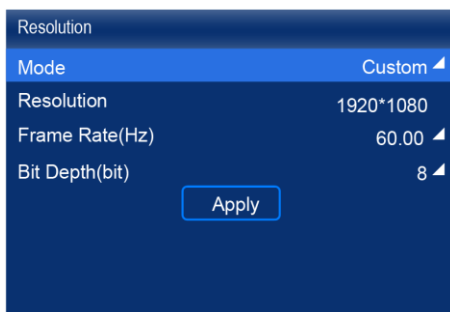 Resolution
Mode Custom
Resolution 1920*1080
Frame Rate(Hz) 60.00
Bit Depth(bit) 8
Apply